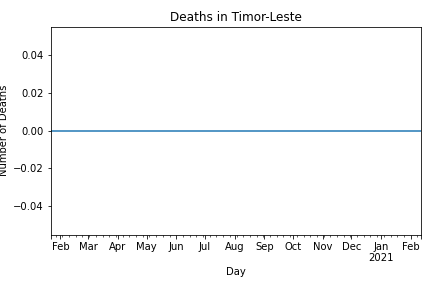 Deaths in Timor-Leste
0.04
0.02
0.00
−0.02
−0.04
Number of Deaths
Feb Mar Apr May Jun Jul Aug Sep Oct Nov Dec Jan Feb
2021
Day